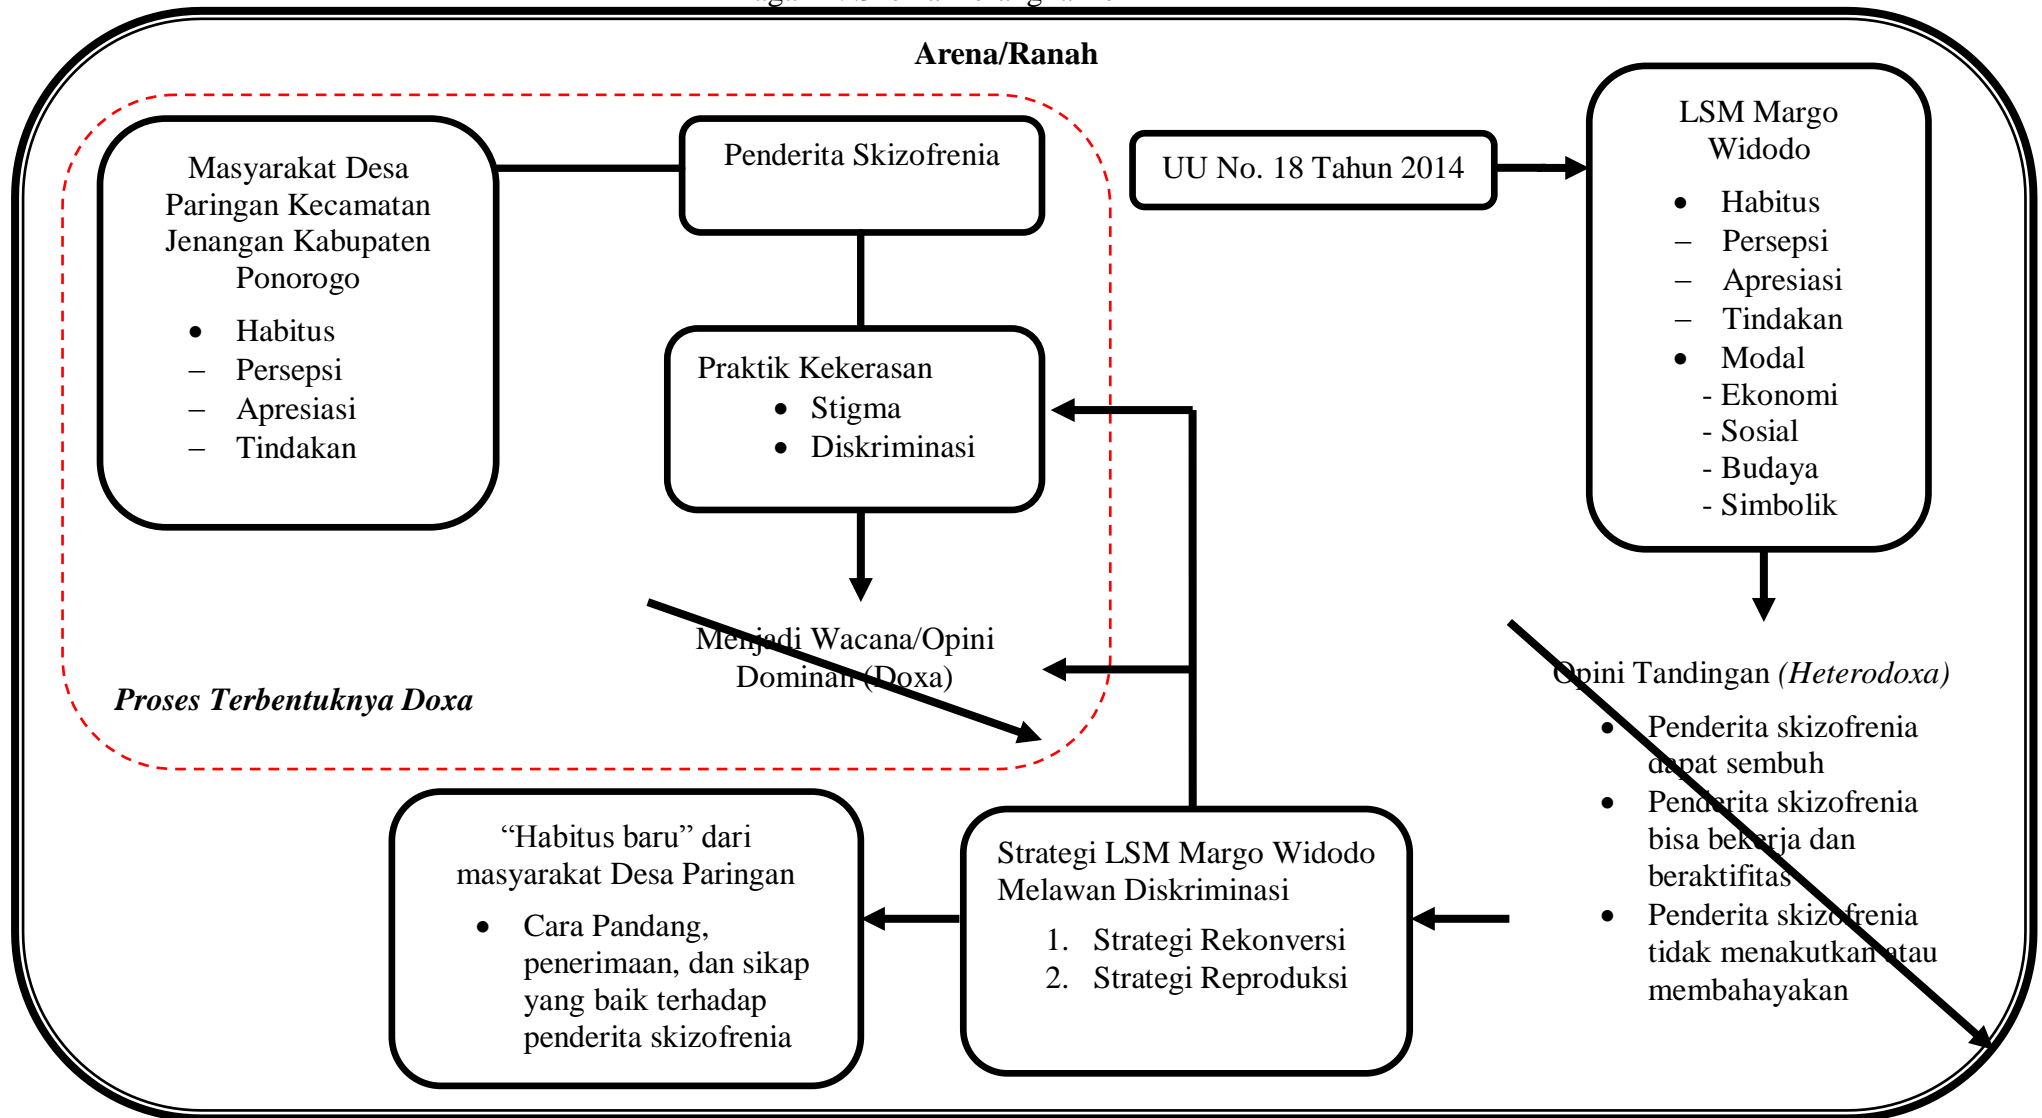 Arena/Ranah
Masyarakat Desa
Paringan Kecamatan
Jenangan Kabupaten
Ponorogo
• Habitus
– Persepsi
– Apresiasi
– Tindakan
Penderita Skizofrenia
Praktik Kekerasan
• Stigma
• Diskriminasi
Menjadi Wacana/Opini
Dominan (Doxa)
Proses Terbentuknya Doxa
UU No. 18 Tahun 2014
LSM Margo
Widodo
• Habitus
– Persepsi
– Apresiasi
– Tindakan
• Modal
- Ekonomi
- Sosial
- Budaya
- Simbolik
Opini Tandingan (Heterodoxa)
• Penderita skizofrenia
dapat sembuh
• Penderita skizofrenia
bisa bekerja dan
beraktifitas
• Penderita skizofrenia
tidak menakutkan atau
membahayakan
Strategi LSM Margo Widodo
Melawan Diskriminasi
1. Strategi Rekonversi
2. Strategi Reproduksi
“Habitus baru” dari
masyarakat Desa Paringan
• Cara Pandang,
penerimaan, dan sikap
yang baik terhadap
penderita skizofrenia